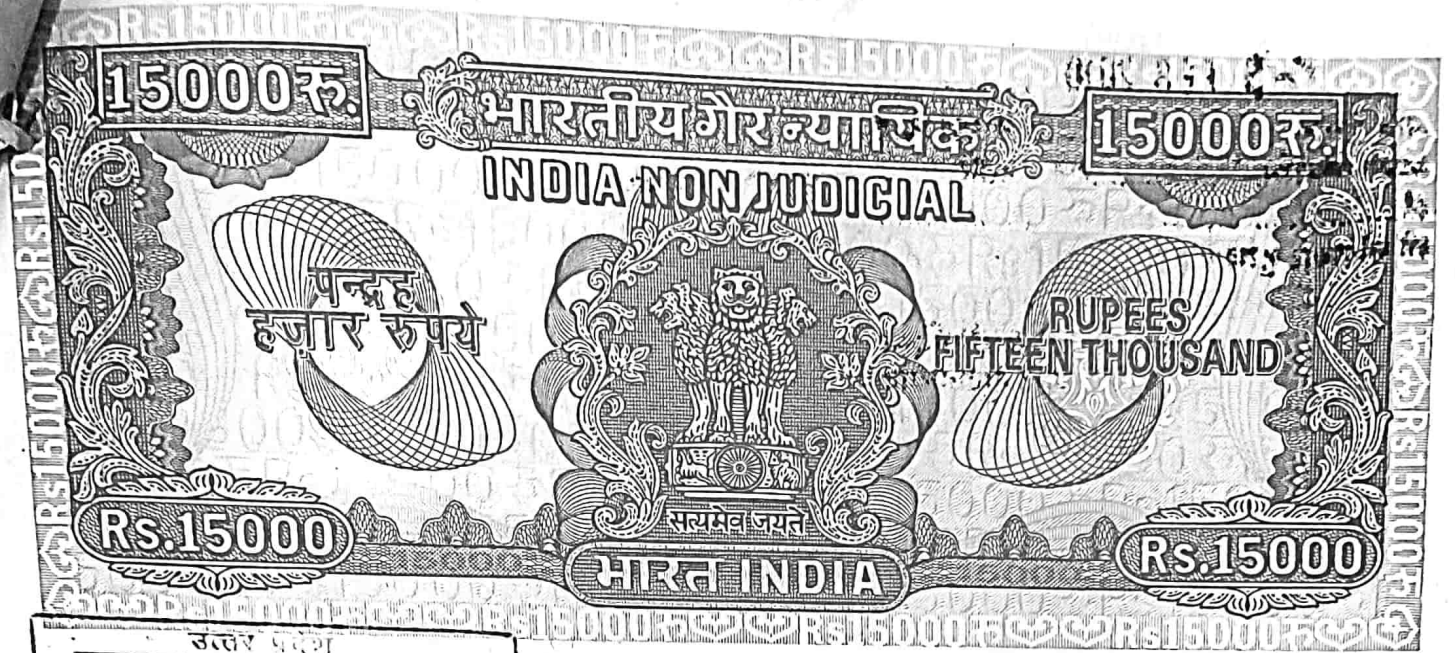 15000रु.
भारतीय गैर न्यायिक
15000रु.
INDIA NON JUDICIAL
पन्द्रह
हज़ार रुपये
RUPEES
FIFTEEN THOUSAND
सत्यमेव जयते
Rs.15000
भारत INDIA
Rs.15000
उत्तर प्रदेश